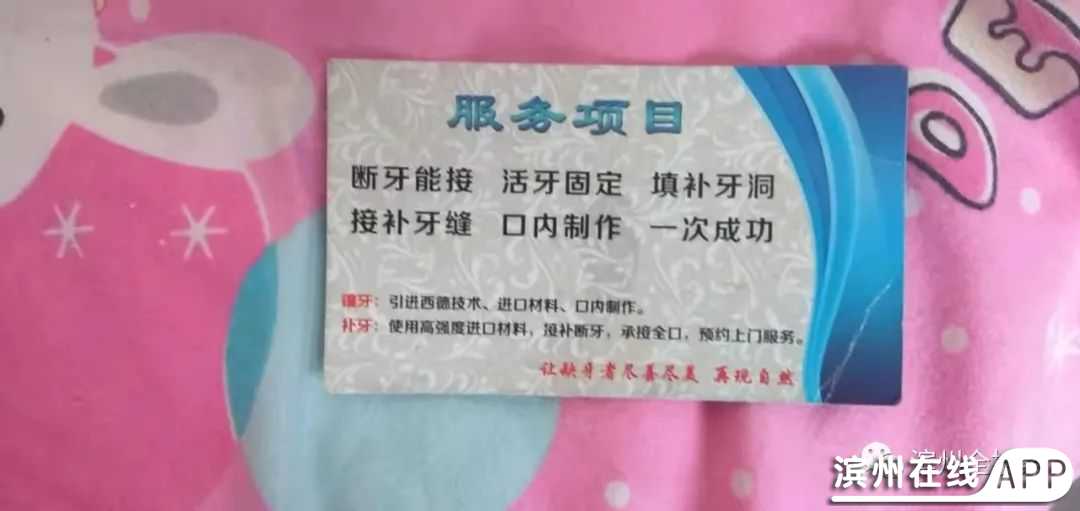 服务项目
断牙能接 活牙固定 填补牙洞
接补牙缝 口内制作 一次成功
镶牙：引进西德技术、进口材料、口内制作。
补牙：使用高强度进口材料，接补断牙，承接全口，预约上门服务。
让缺牙者尽善尽美 再现自然
滨州在线 APP